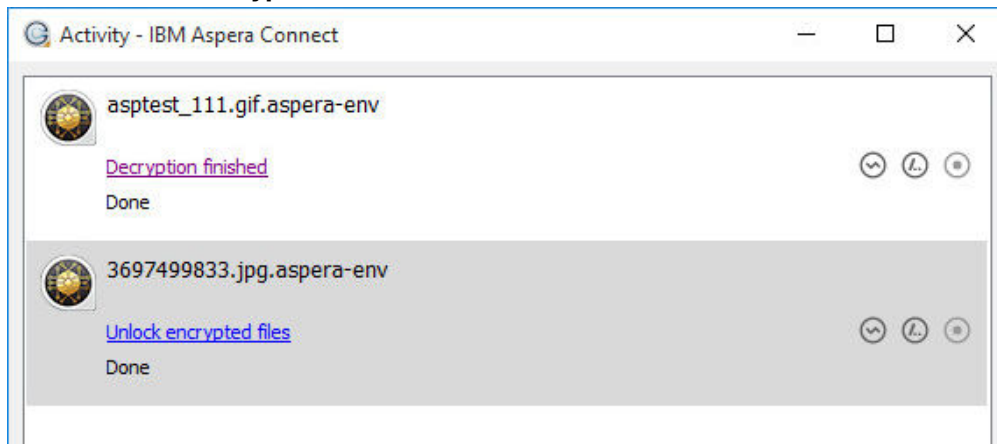 Activity - IBM Aspera Connect
asptest_111.gif.aspera-env
Decryption finished
Done
3697499833.jpg.aspera-env
Unlock encrypted files
Done